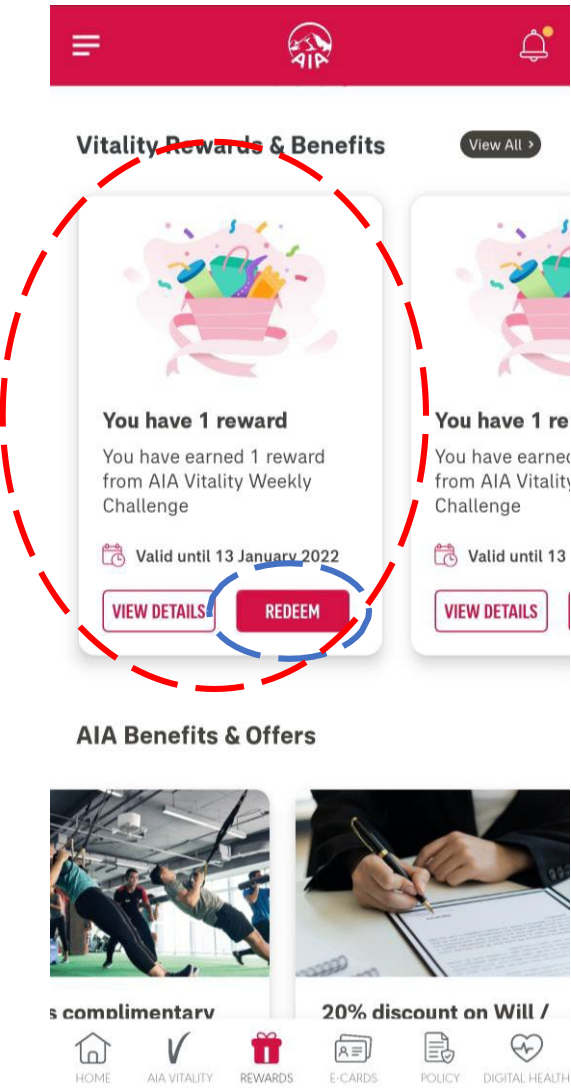 AIA
Vitality Rewards & Benefits
View All >
You have 1 reward
You have earned 1 reward
from AIA Vitality Weekly
Challenge
Valid until 13 January 2022
VIEW DETAILS
REDEEM
You have 1 re
You have earned
from AIA Vitality
Challenge
Valid until 13
VIEW DETAILS
AIA Benefits & Offers
s complimentary
20% discount on Will /
HOME
AIA VITALITY
REWARDS
E-CARDS
POLICY
DIGITAL HEALTH